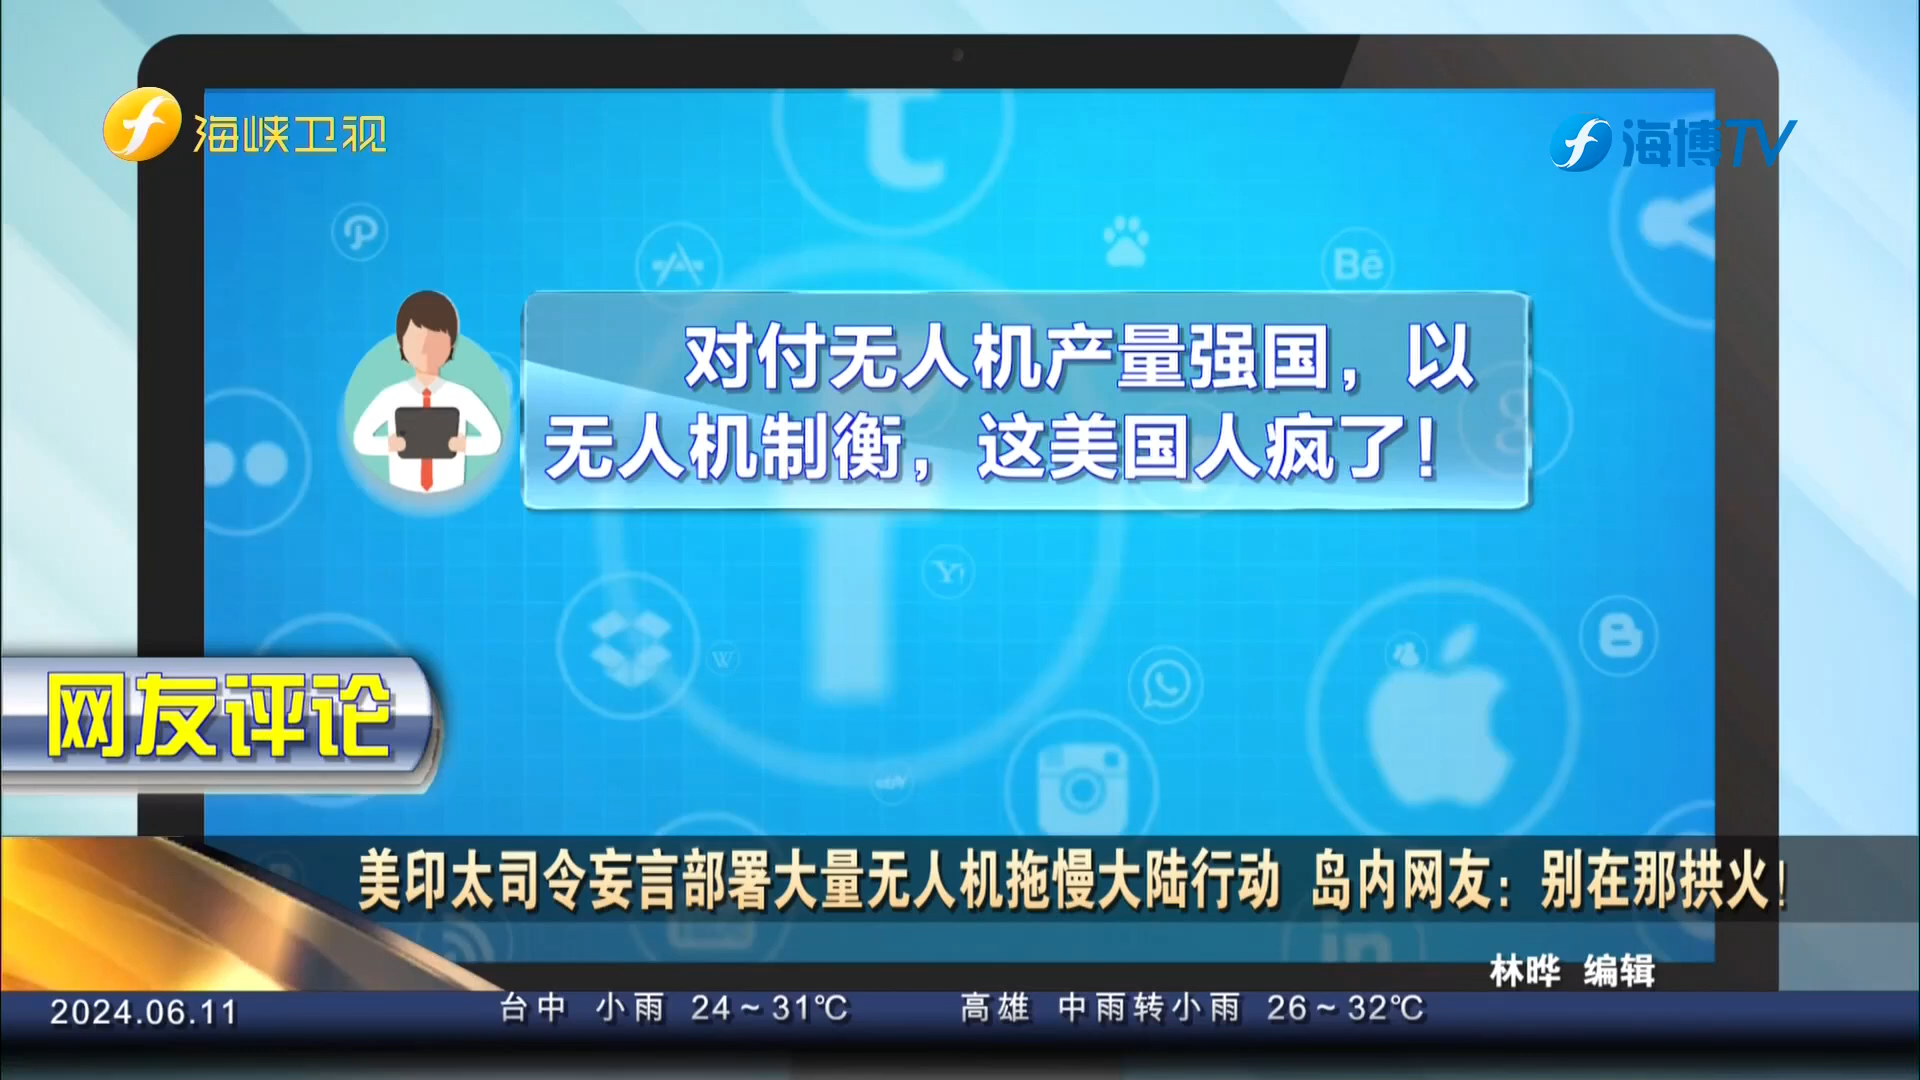 海峡卫视
海博TV
对付无人机产量强国，以
无人机制衡，这美国人疯了！
网友评论
美印太司令妄言部署大量无人机拖慢大陆行动 岛内网友：别在那拱火！
林晔 编辑
2024.06.11 台中 小雨 24～31℃ 高雄 中雨转小雨 26～32℃